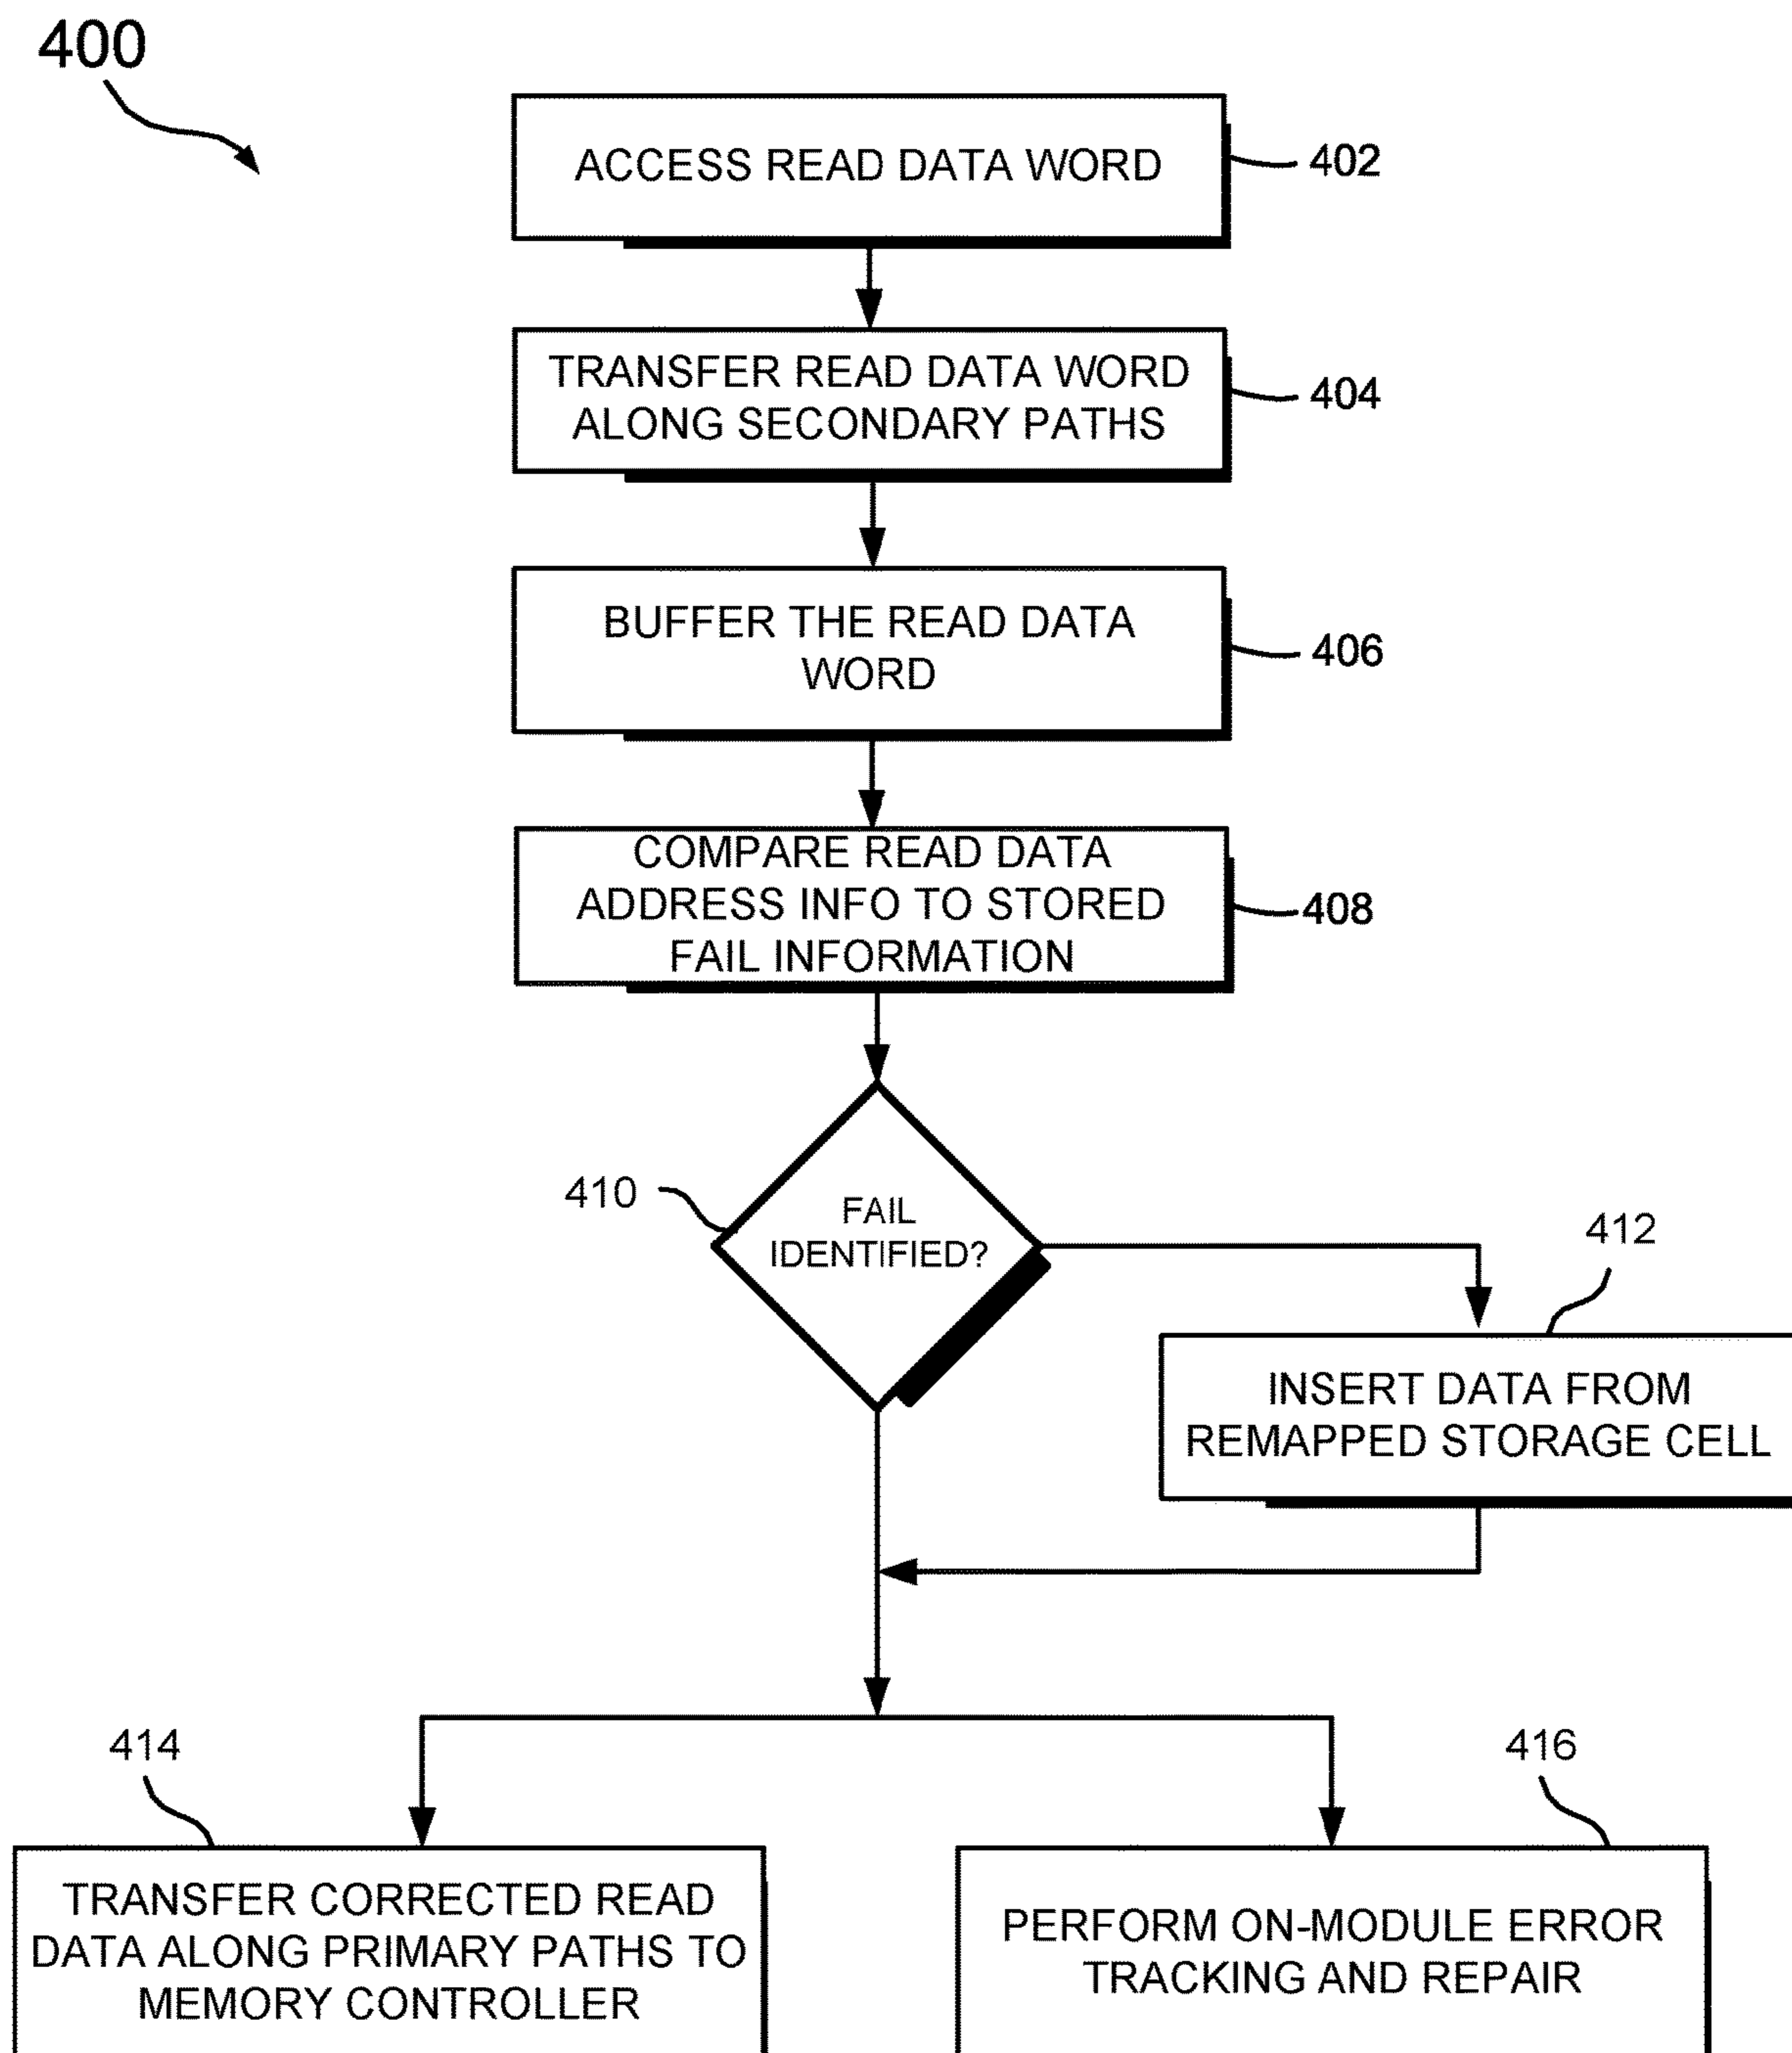 400
ACCESS READ DATA WORD
402
TRANSFER READ DATA WORD
ALONG SECONDARY PATHS
404
BUFFER THE READ DATA
WORD
406
COMPARE READ DATA
ADDRESS INFO TO STORED
FAIL INFORMATION
408
410
FAIL
IDENTIFIED?
412
INSERT DATA FROM
REMAPPED STORAGE CELL
414
TRANSFER CORRECTED READ
DATA ALONG PRIMARY PATHS TO
MEMORY CONTROLLER
416
PERFORM ON-MODULE ERROR
TRACKING AND REPAIR